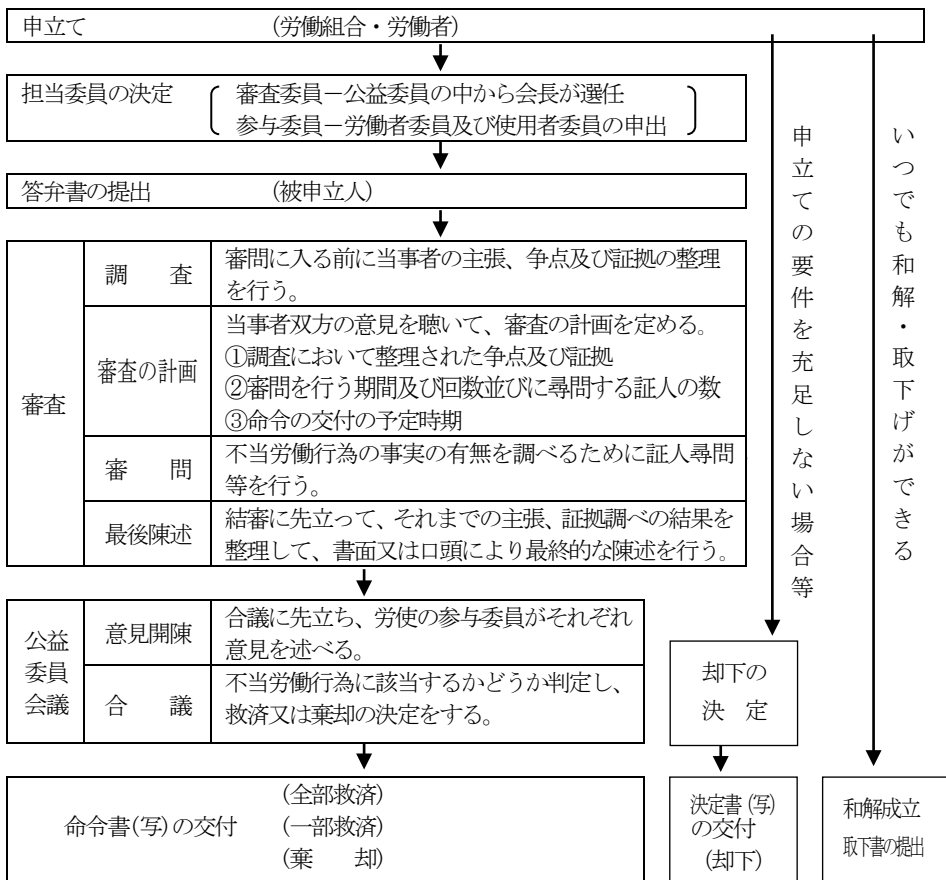 申立て （労働組合・労働者）
担当委員の決定 審査委員－公益委員の中から会長が選任
参与委員－労働者委員及び使用者委員の申出
答弁書の提出 （被申立人）
審査
調　査
審問に入る前に当事者の主張、争点及び証拠の整理
を行う。
審査の計画
当事者双方の意見を聴いて、審査の計画を定める。
①調査において整理された争点及び証拠
②審問を行う期間及び回数並びに尋問する証人の数
③命令の交付の予定時期
審　問
不当労働行為の事実の有無を調べるために証人尋問
等を行う。
最後陳述
結審に先立って、それまでの主張、証拠調べの結果を
整理して、書面又は口頭により最終的な陳述を行う。
公益
委員
会議
意見開陳
合議に先立ち、労使の参与委員がそれぞれ
意見を述べる。
合　議
不当労働行為に該当するかどうか判定し、
救済又は棄却の決定をする。
命令書(写)の交付
(全部救済)
(一部救済)
(棄　却)
申立ての要件を充足しない場合等
却下の
決　定
決定書(写)
の交付
(却下)
いつでも和解・取下げができる
和解成立
取下書の提出